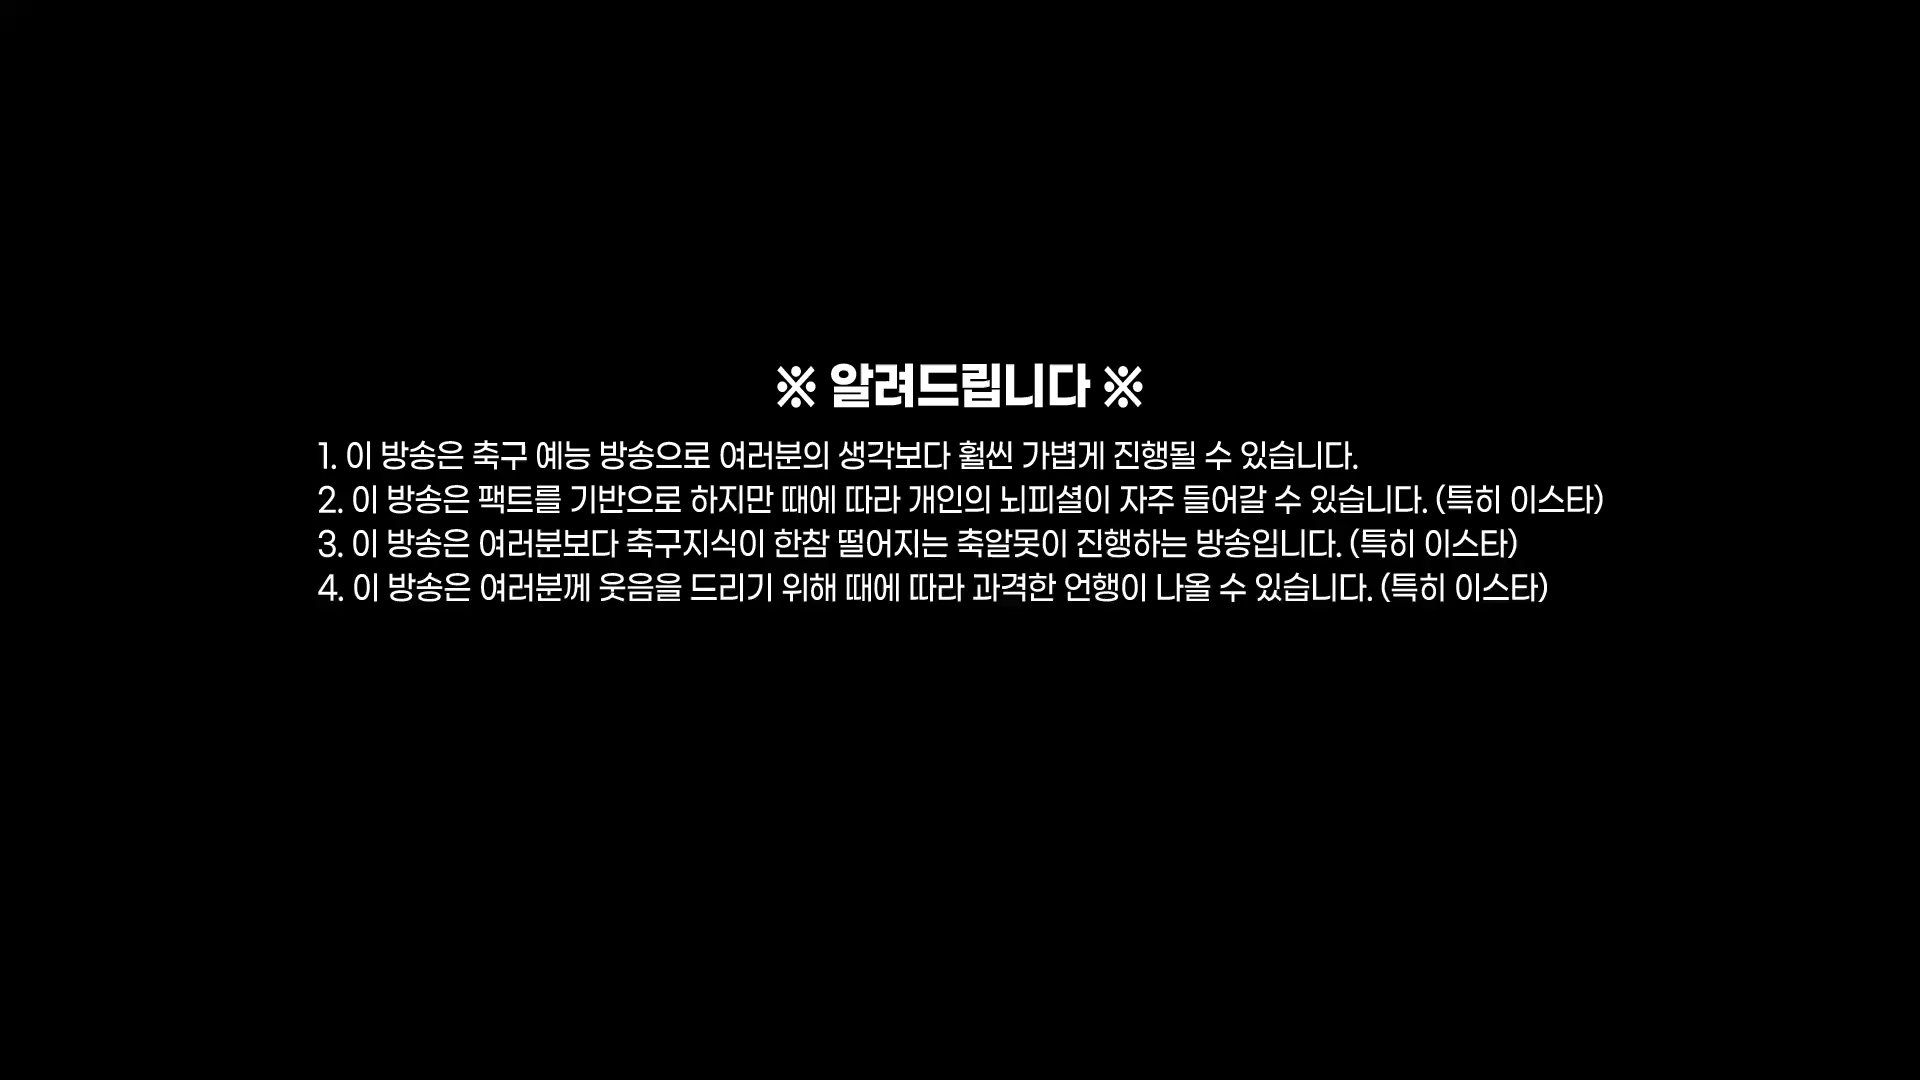 ※ 알려드립니다 ※
1. 이 방송은 축구 예능 방송으로 여러분의 생각보다 훨씬 가볍게 진행될 수 있습니다.
2. 이 방송은 팩트를 기반으로 하지만 때에 따라 개인의 뇌피셜이 자주 들어갈 수 있습니다. (특히 이스타)
3. 이 방송은 여러분보다 축구지식이 한참 떨어지는 축알못이 진행하는 방송입니다. (특히 이스타)
4. 이 방송은 여러분께 웃음을 드리기 위해 때에 따라 과격한 언행이 나올 수 있습니다. (특히 이스타)